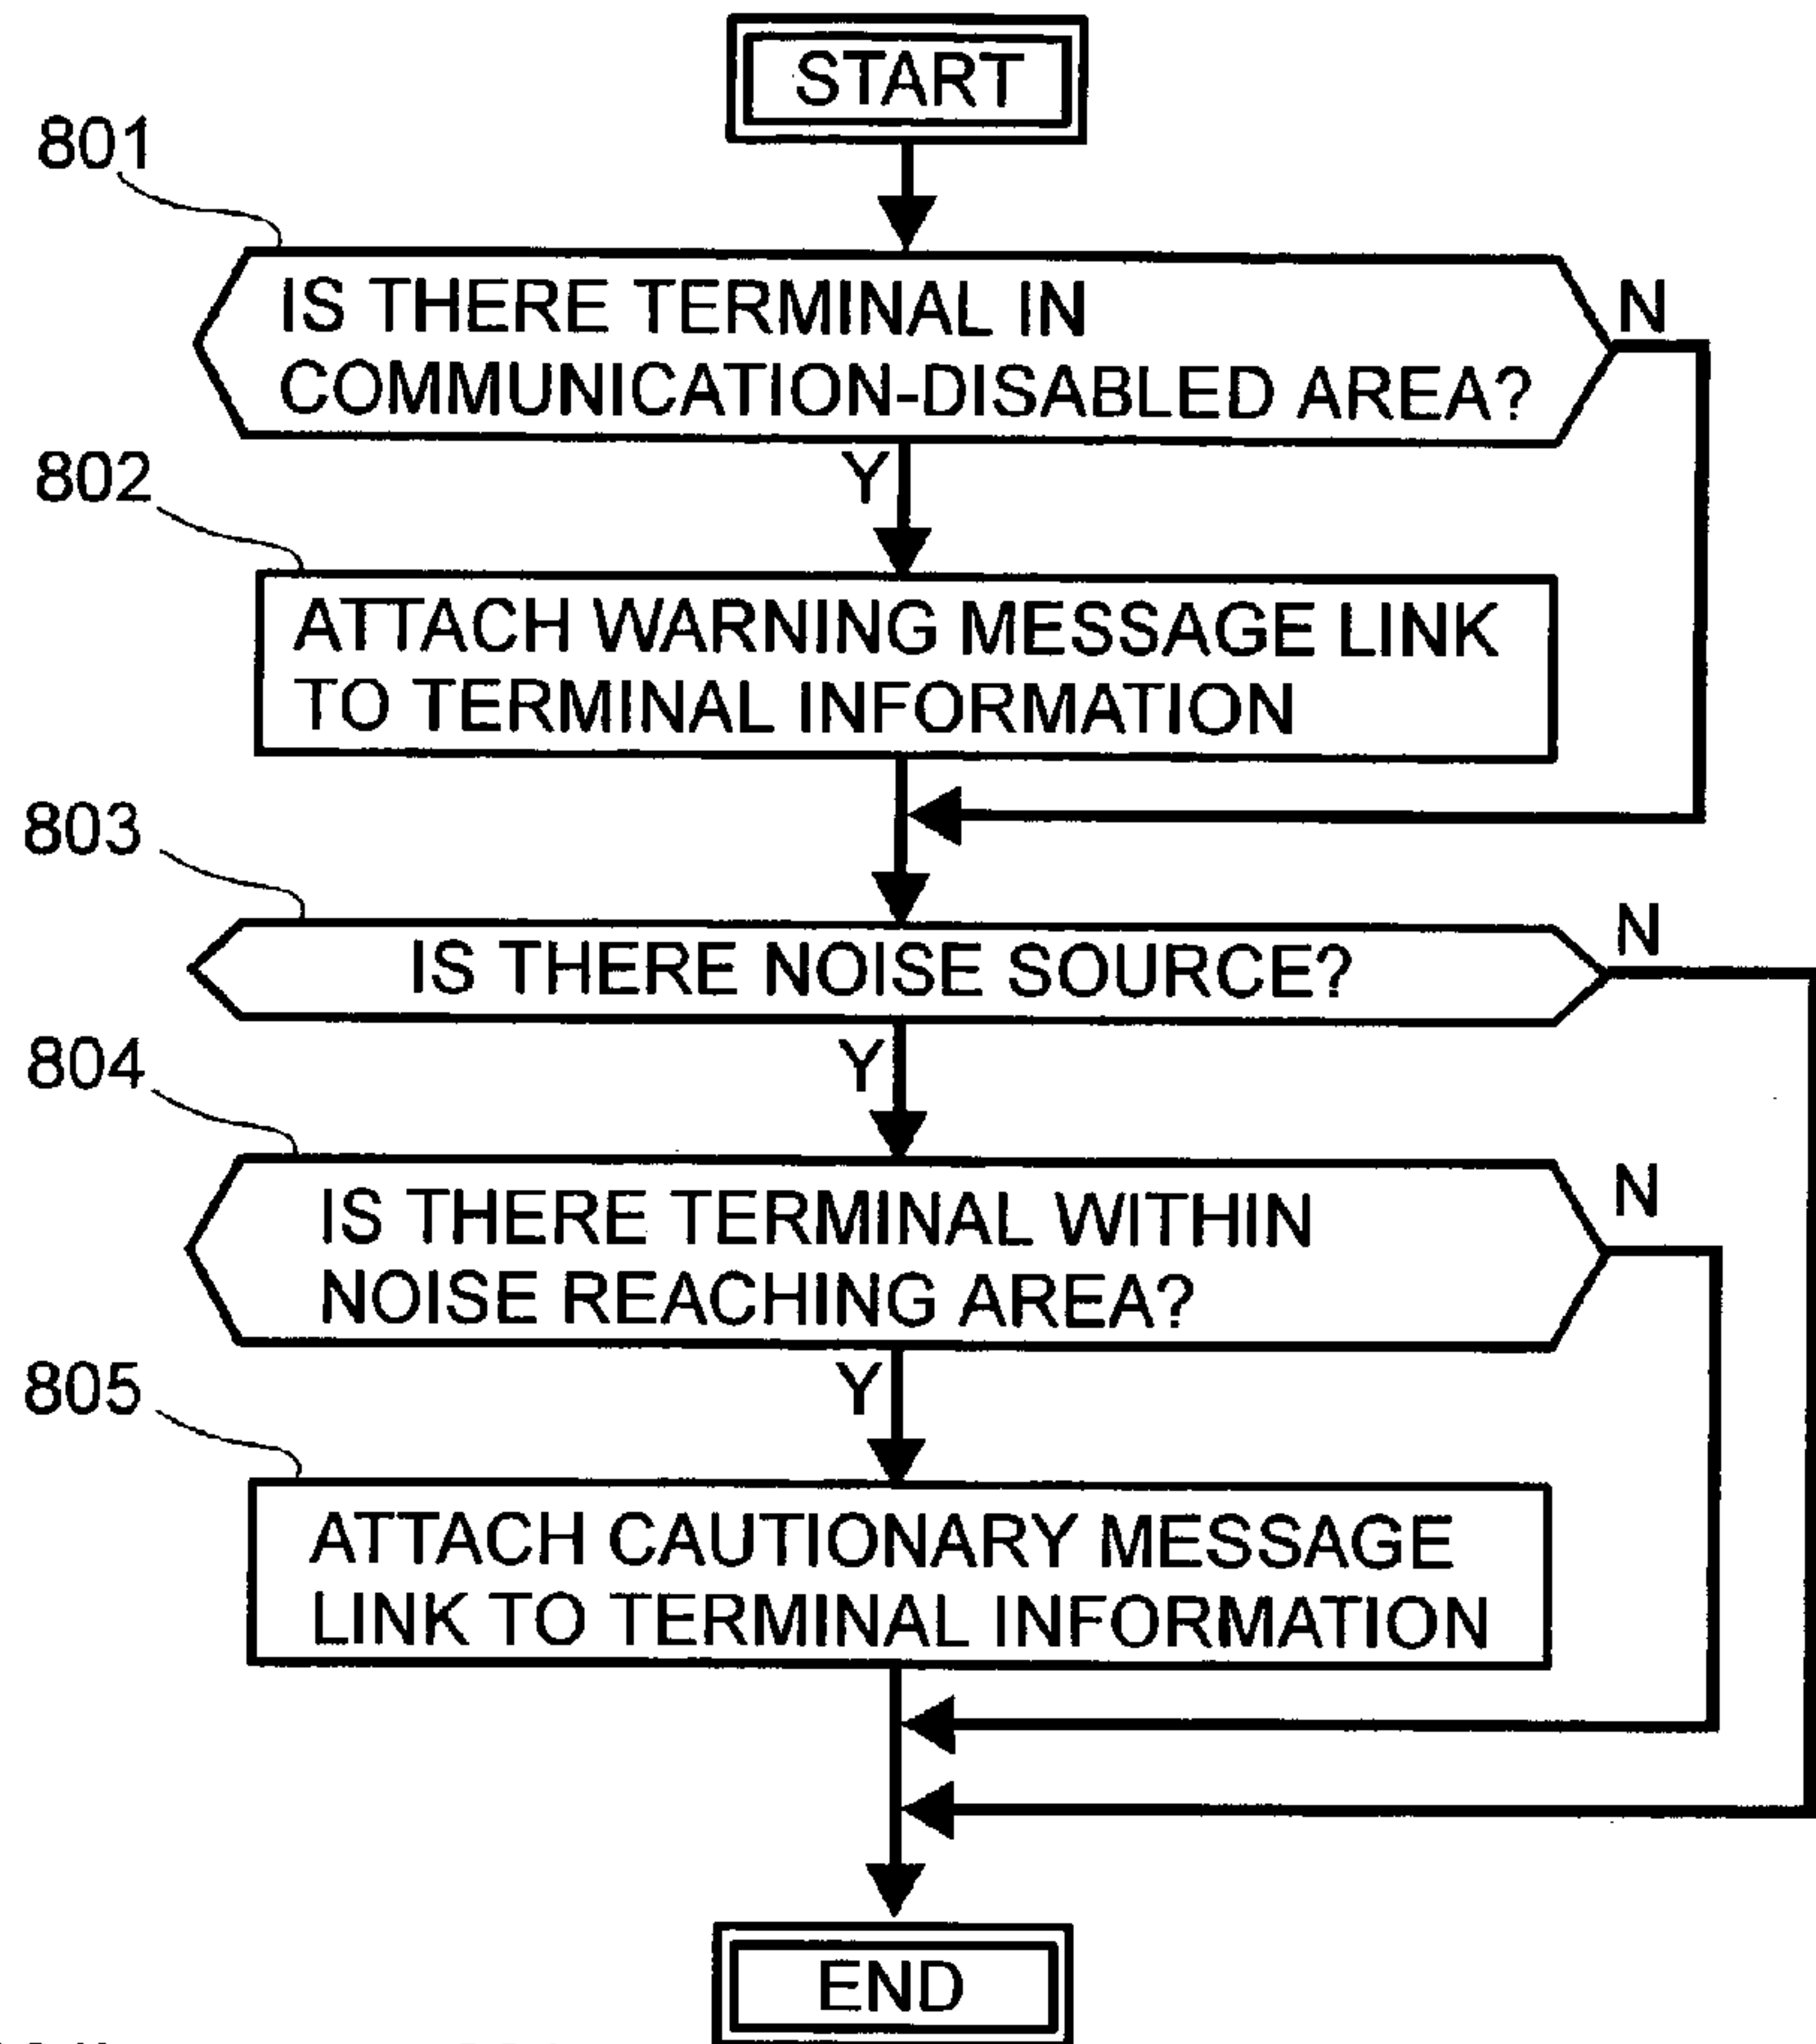 START
801
IS THERE TERMINAL IN
COMMUNICATION-DISABLED AREA?
N
Y
802
ATTACH WARNING MESSAGE LINK
TO TERMINAL INFORMATION
803
IS THERE NOISE SOURCE?
N
Y
804
IS THERE TERMINAL WITHIN
NOISE REACHING AREA?
N
Y
805
ATTACH CAUTIONARY MESSAGE
LINK TO TERMINAL INFORMATION
END